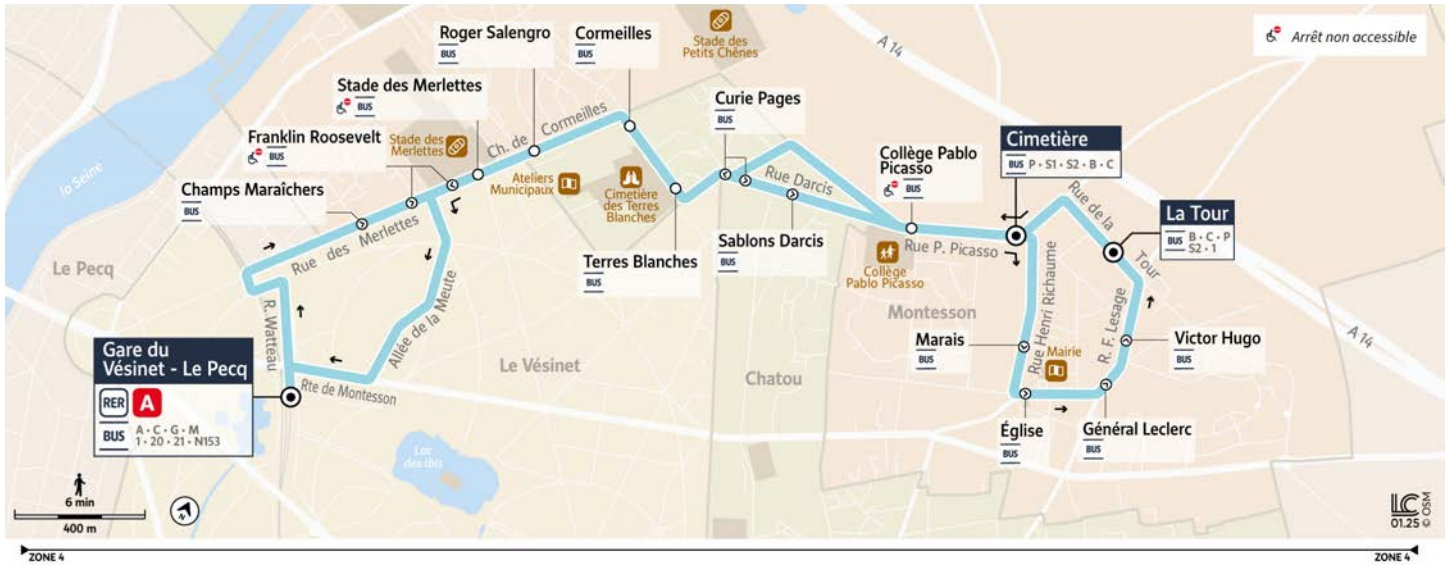 Roger Salengro
BUS
Cormeilles
BUS
Stade des
Petits Chênes
A 14
Arrêt non accessible
Stade des Merlettes
BUS
Franklin Roosevelt
BUS
Stade des
Merlettes
Ch. de Cormeilles
Curie Pages
BUS
Cimetière
BUS P • S1 • S2 • B • C
Collège Pablo
Picasso
BUS
la Seine
Champs Maraîchers
BUS
Ateliers
Municipaux
Cimetière
des Terres
Blanches
Rue Darcis
Rue de la Tour
La Tour
BUS B • C • P
S2 • 1
Rue des Merlettes
Le Pecq
Terres Blanches
BUS
Sablons Darcis
BUS
Rue P. Picasso
Collège
Pablo Picasso
R. Watteau
Allée de la Meute
Montesson
Rue Henri Richaume
R. F. Lesage
A 14
Gare du
Vésinet - Le Pecq
RER A
BUS A • C • G • M
1 • 20 • 21 • N153
Le Vésinet
Chatou
Marais
BUS
Mairie
Victor Hugo
BUS
Rte de Montesson
Église
BUS
Général Leclerc
BUS
Lac
des Ibis
6 min
400 m
N
LC
01.25 © OSM
ZONE 4
ZONE 4